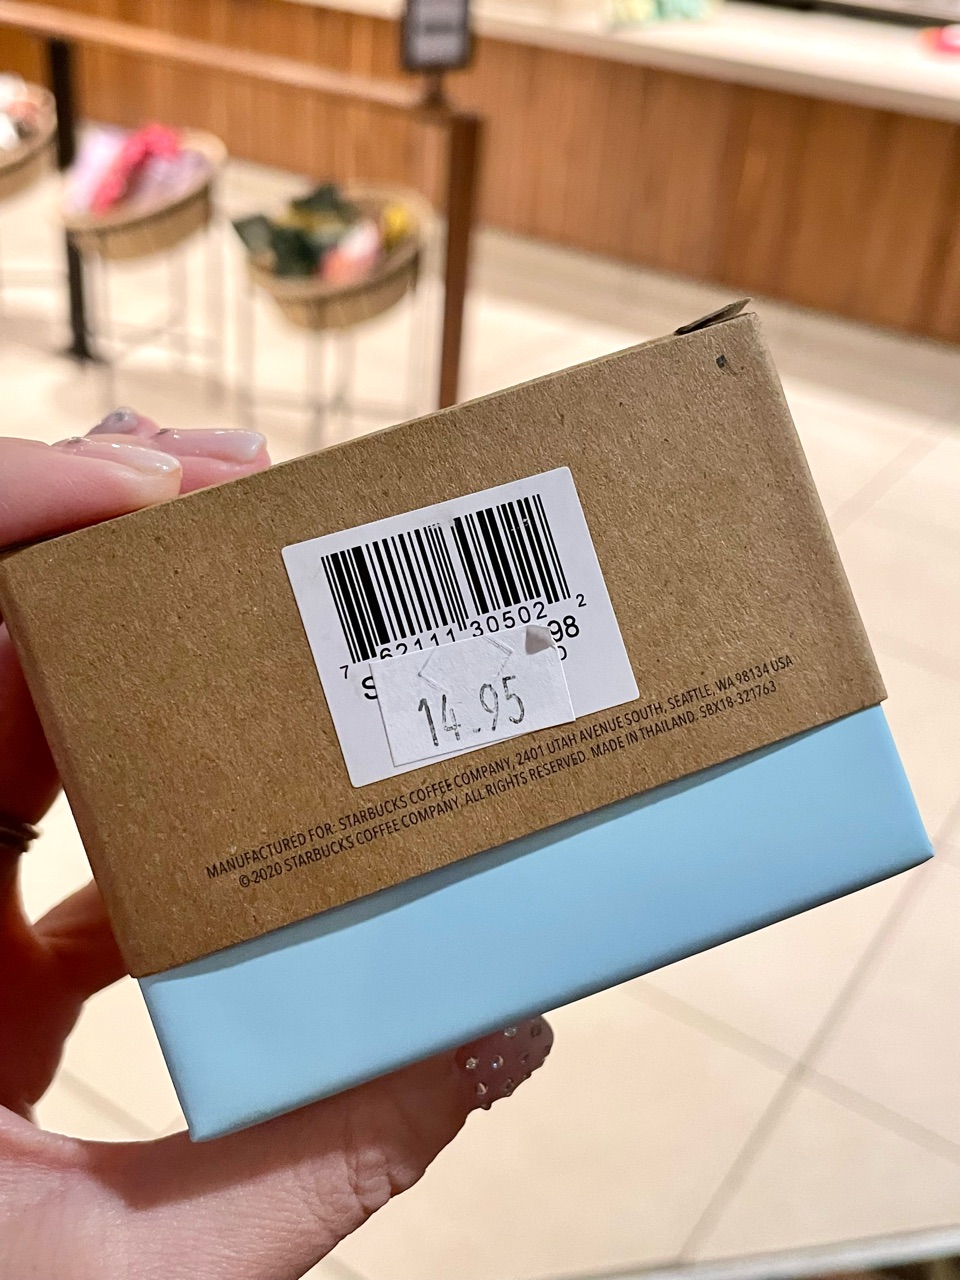 7 62111 30502 2
S
98
14.95
MANUFACTURED FOR: STARBUCKS COFFEE COMPANY, 2401 UTAH AVENUE SOUTH, SEATTLE, WA 98134 USA
©2020 STARBUCKS COFFEE COMPANY. ALL RIGHTS RESERVED. MADE IN THAILAND. SBX18-321763